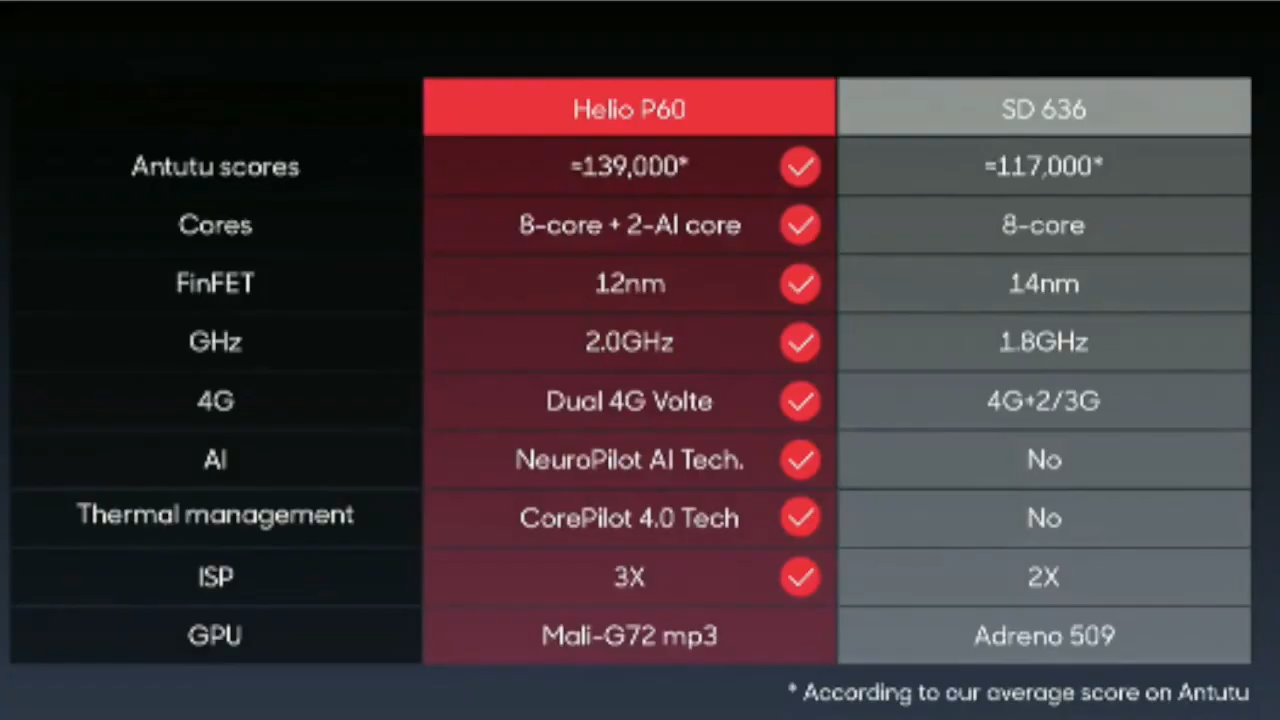 Helio P60 SD 636
Antutu scores ≈139,000* ≈117,000*
Cores 8-core + 2-AI core 8-core
FinFET 12nm 14nm
GHz 2.0GHz 1.8GHz
4G Dual 4G Volte 4G+2/3G
AI NeuroPilot AI Tech. No
Thermal management CorePilot 4.0 Tech No
ISP 3X 2X
GPU Mali-G72 mp3 Adreno 509
* According to our average score on Antutu